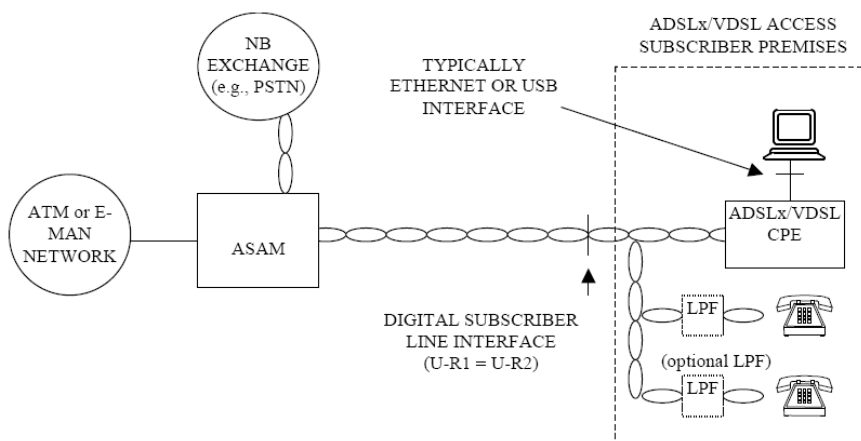 NB
EXCHANGE
(e.g., PSTN)
ADSLx/VDSL ACCESS
SUBSCRIBER PREMISES
TYPICALLY
ETHERNET OR USB
INTERFACE
ATM or E-
MAN
NETWORK
ASAM
ADSLx/VDSL
CPE
DIGITAL SUBSCRIBER
LINE INTERFACE
(U-R1 = U-R2)
LPF
(optional LPF)
LPF